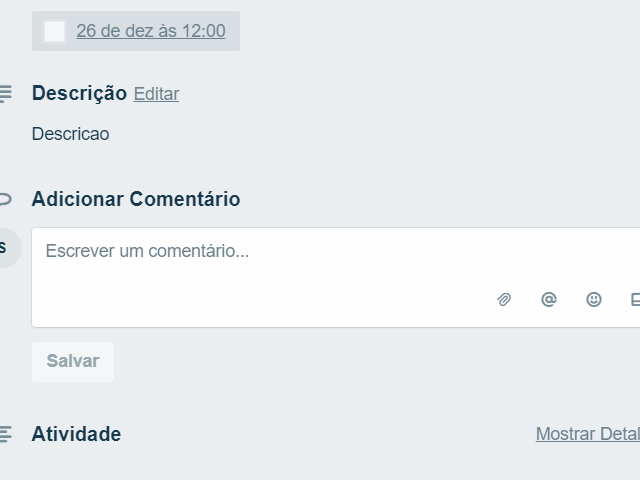 26 de dez às 12:00
Descrição Editar
Descricao
Adicionar Comentário
S
Escrever um comentário...
@
Salvar
Atividade
Mostrar Detal